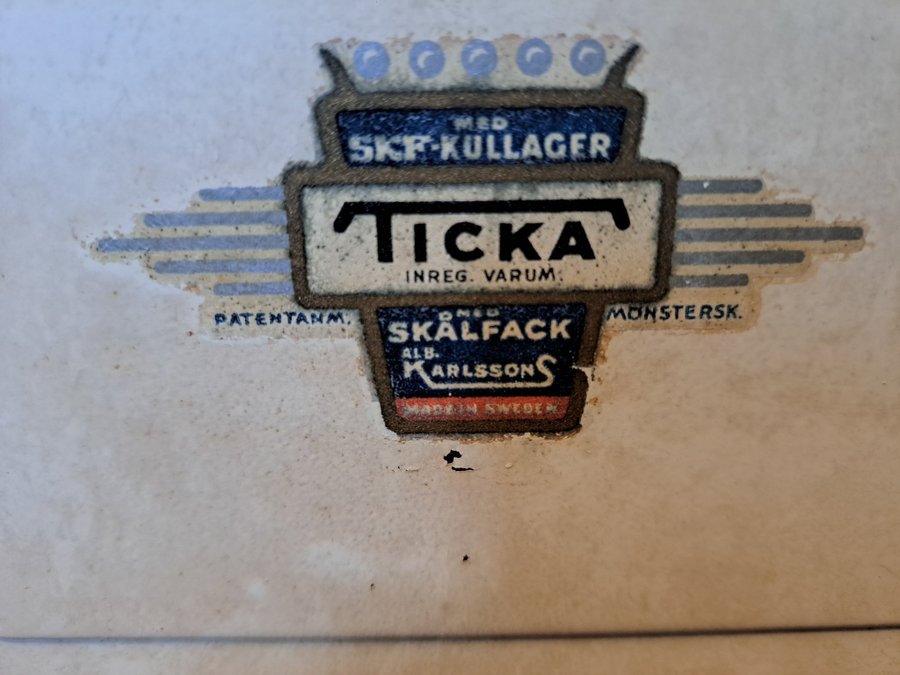 MED
SKF-KULLAGER
TICKA
INREG. VARUM.
PATENTANM. MÖNSTERSK.
MED
SKÅLFACK
ALB.
KARLSSONS
MADE IN SWEDEN